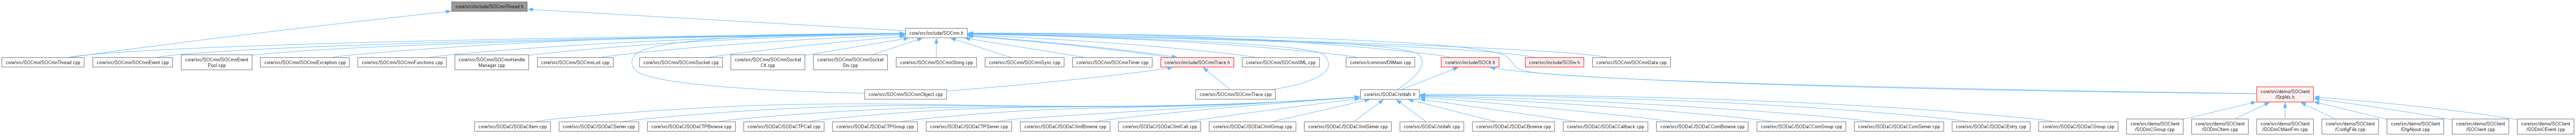 core/src/include/SOCmnThread.h
core/src/include/SOCmn.h
core/src/SOCmn/SOCmnThread.cpp
core/src/SOCmn/SOCmnEvent.cpp
core/src/SOCmn/SOCmnEvent
Pool.cpp
core/src/SOCmn/SOCmnException.cpp
core/src/SOCmn/SOCmnFunctions.cpp
core/src/SOCmn/SOCmnHandle
Manager.cpp
core/src/SOCmn/SOCmnList.cpp
core/src/SOCmn/SOCmnSocket.cpp
core/src/SOCmn/SOCmnSocket
Clt.cpp
core/src/SOCmn/SOCmnSocket
Srv.cpp
core/src/SOCmn/SOCmnString.cpp
core/src/SOCmn/SOCmnSync.cpp
core/src/SOCmn/SOCmnTimer.cpp
core/src/include/SOCmnTrace.h
core/src/SOCmn/SOCmnXML.cpp
core/src/common/DllMain.cpp
core/src/include/SOClt.h
core/src/include/SOSrv.h
core/src/SOCmn/SOCmnData.cpp
core/src/SOCmn/SOCmnObject.cpp
core/src/SOCmn/SOCmnTrace.cpp
core/src/SODaC/stdafx.h
core/src/demo/SOClient
/StdAfx.h
core/src/SODaC/SODaCItem.cpp
core/src/SODaC/SODaCServer.cpp
core/src/SODaC/SODaCTPBrowse.cpp
core/src/SODaC/SODaCTPCall.cpp
core/src/SODaC/SODaCTPGroup.cpp
core/src/SODaC/SODaCTPServer.cpp
core/src/SODaC/SODaCXmlBrowse.cpp
core/src/SODaC/SODaCXmlCall.cpp
core/src/SODaC/SODaCXmlGroup.cpp
core/src/SODaC/SODaCXmlServer.cpp
core/src/SODaC/stdafx.cpp
core/src/SODaC/SODaCBrowse.cpp
core/src/SODaC/SODaCCallback.cpp
core/src/SODaC/SODaCComBrowse.cpp
core/src/SODaC/SODaCComGroup.cpp
core/src/SODaC/SODaCComServer.cpp
core/src/SODaC/SODaCEntry.cpp
core/src/SODaC/SODaCGroup.cpp
core/src/demo/SOClient
/SODmCGroup.cpp
core/src/demo/SOClient
/SODmCItem.cpp
core/src/demo/SOClient
/SODmCMainFrm.cpp
core/src/demo/SOClient
/ConfigFile.cpp
core/src/demo/SOClient
/DlgAbout.cpp
core/src/demo/SOClient
/SOClient.cpp
core/src/demo/SOClient
/SODmCEvent.cpp